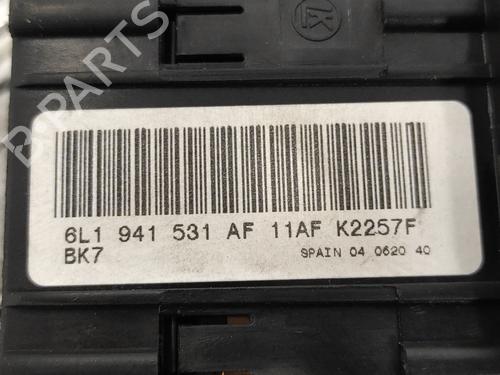 B-PARTS
6L1 941 531 AF 11AF K2257F
BK7 SPAIN 04 0620 40